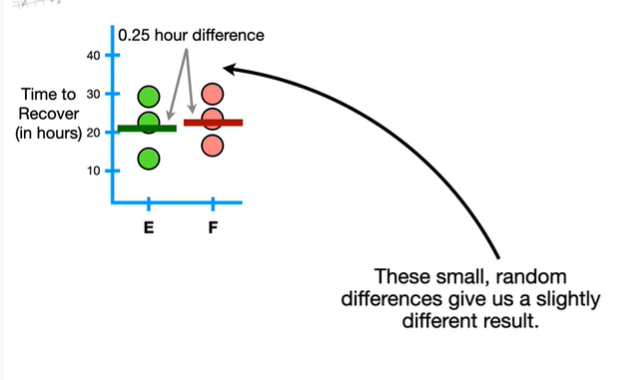 0.25 hour difference
40
Time to
Recover
(in hours)
30
20
10
E
F
These small, random
differences give us a slightly
different result.